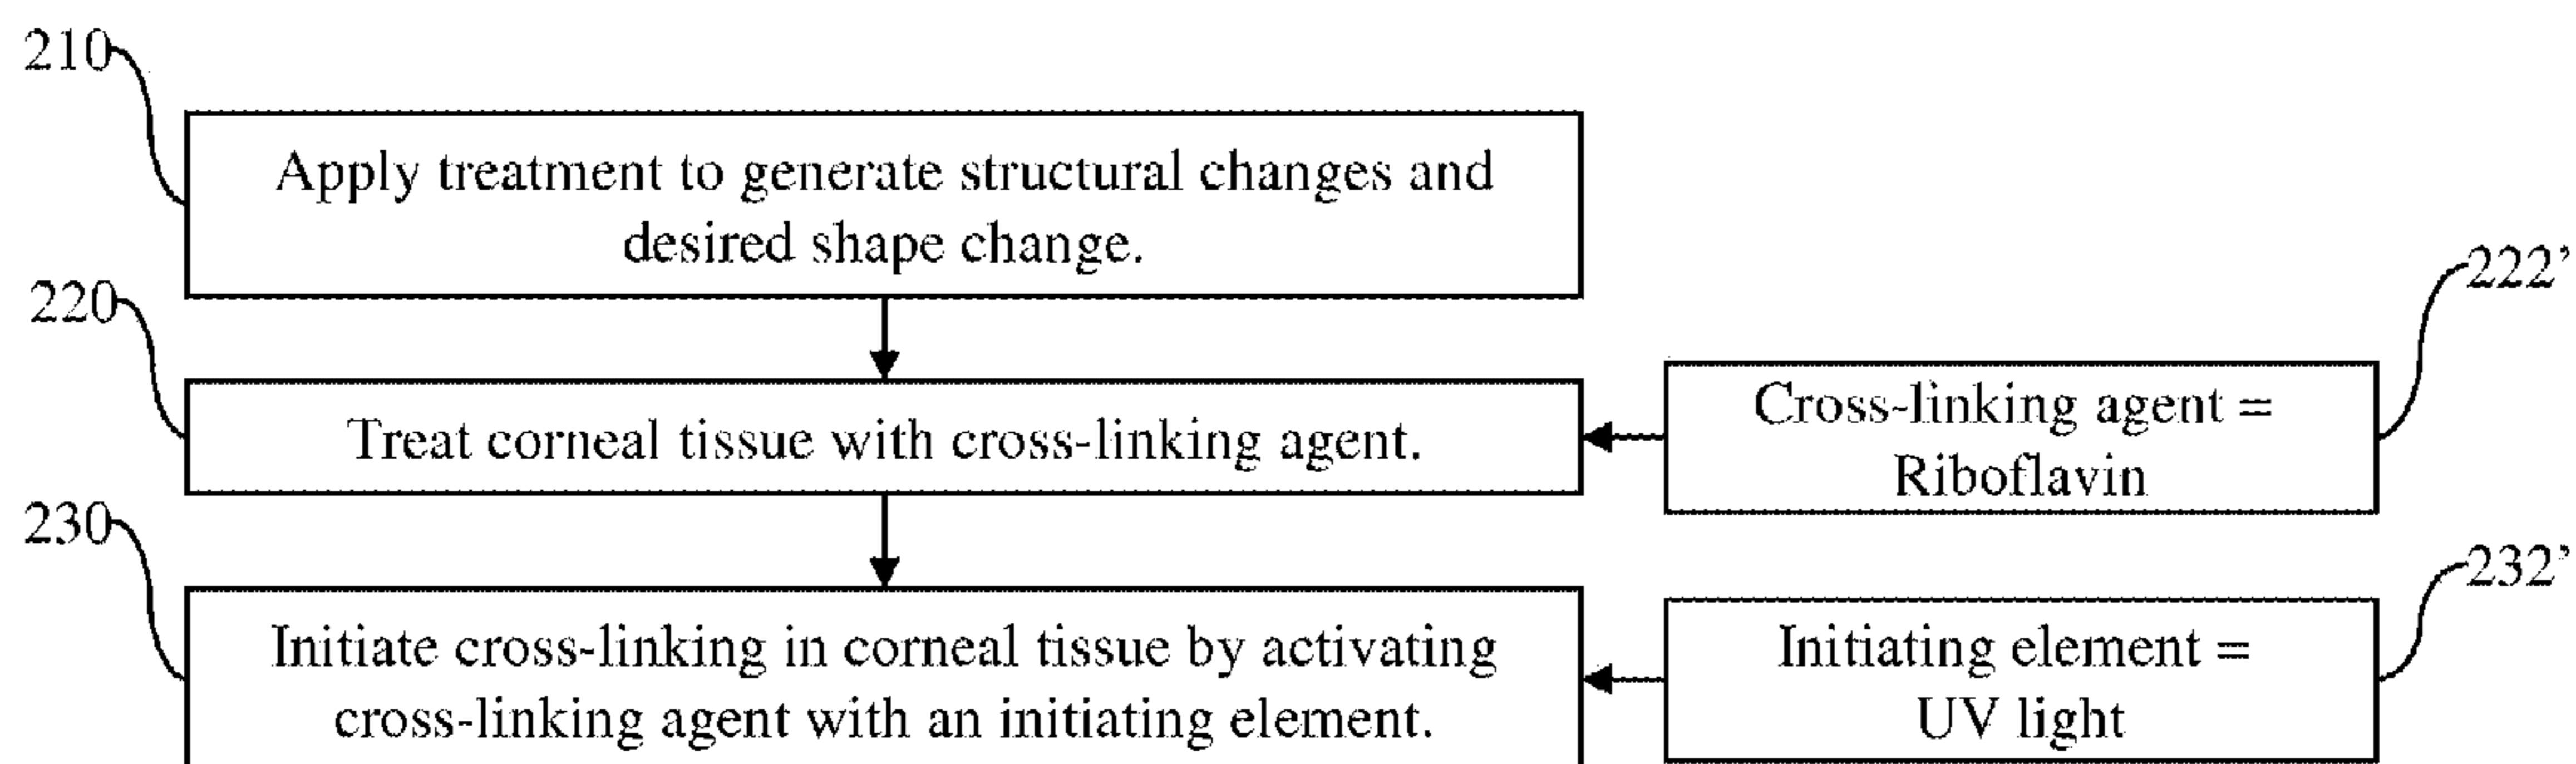 210
Apply treatment to generate structural changes and
desired shape change.
220
222’
Treat corneal tissue with cross-linking agent.
Cross-linking agent =
Riboflavin
230
232’
Initiate cross-linking in corneal tissue by activating
cross-linking agent with an initiating element.
Initiating element =
UV light